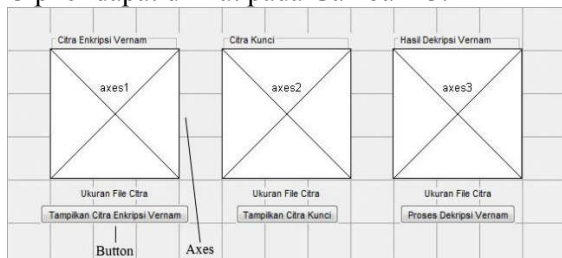 Citra Enkripsi Vernam Citra Kunci Hasil Dekripsi Vernam
axes1 axes2 axes3
Ukuran File Citra Ukuran File Citra Ukuran File Citra
Tampilkan Citra Enkripsi Vernam Tampilkan Citra Kunci Proses Dekripsi Vernam
Button Axes